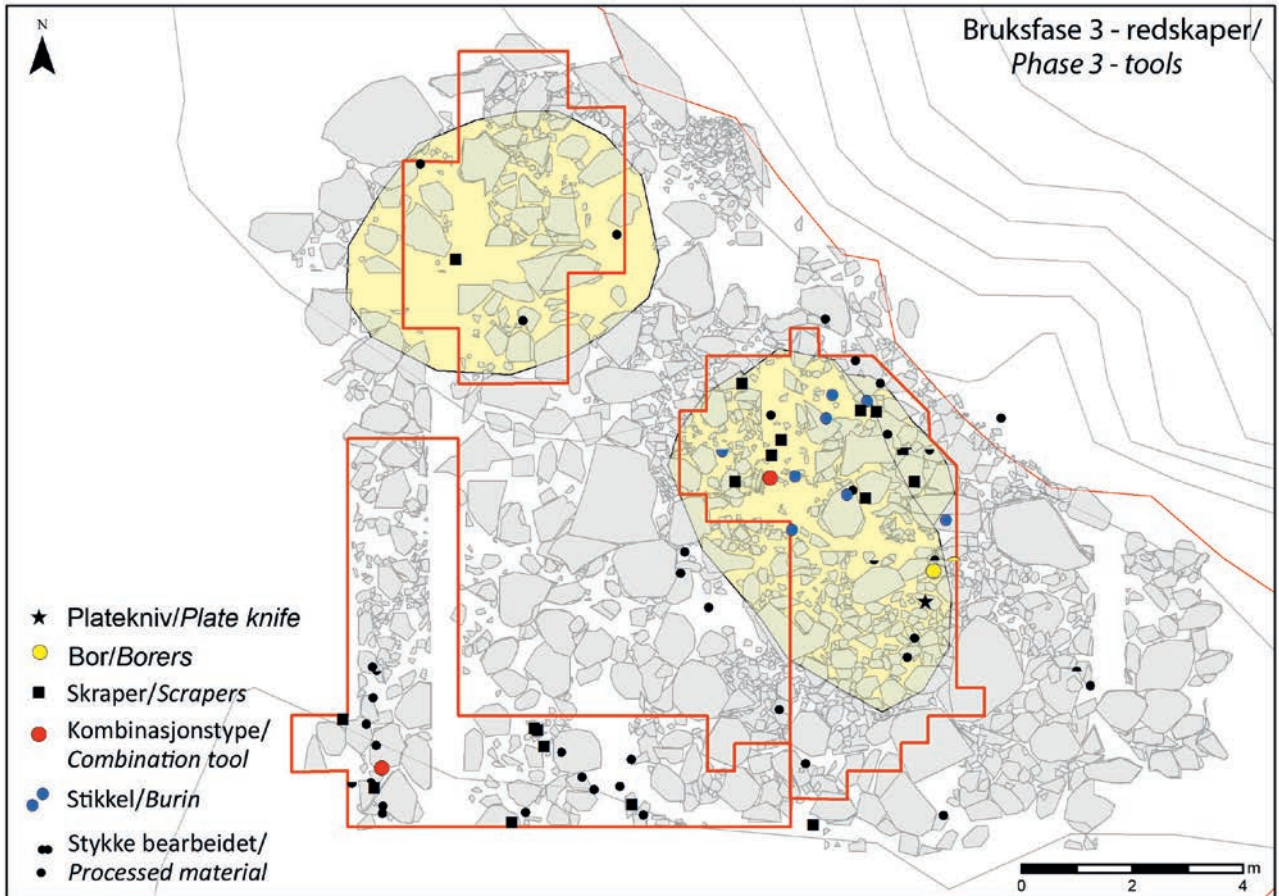 N
Bruksfase 3 - redskaper/
Phase 3 - tools
Platekniv/Plate knife
Bor/Borers
Skraper/Scrapers
Kombinasjonstype/
Combination tool
Stikkel/Burin
Stykke bearbeidet/
Processed material
m
0 2 4